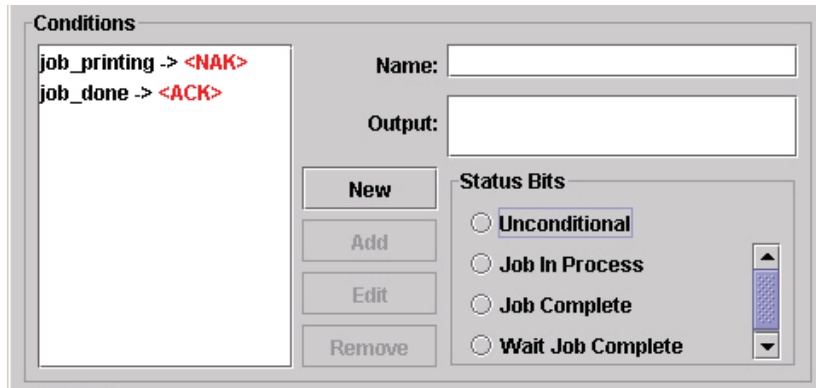 Conditions
job_printing -> <NAK>
job_done -> <ACK>
Name:
Output:
New
Add
Edit
Remove
Status Bits
Unconditional
Job In Process
Job Complete
Wait Job Complete